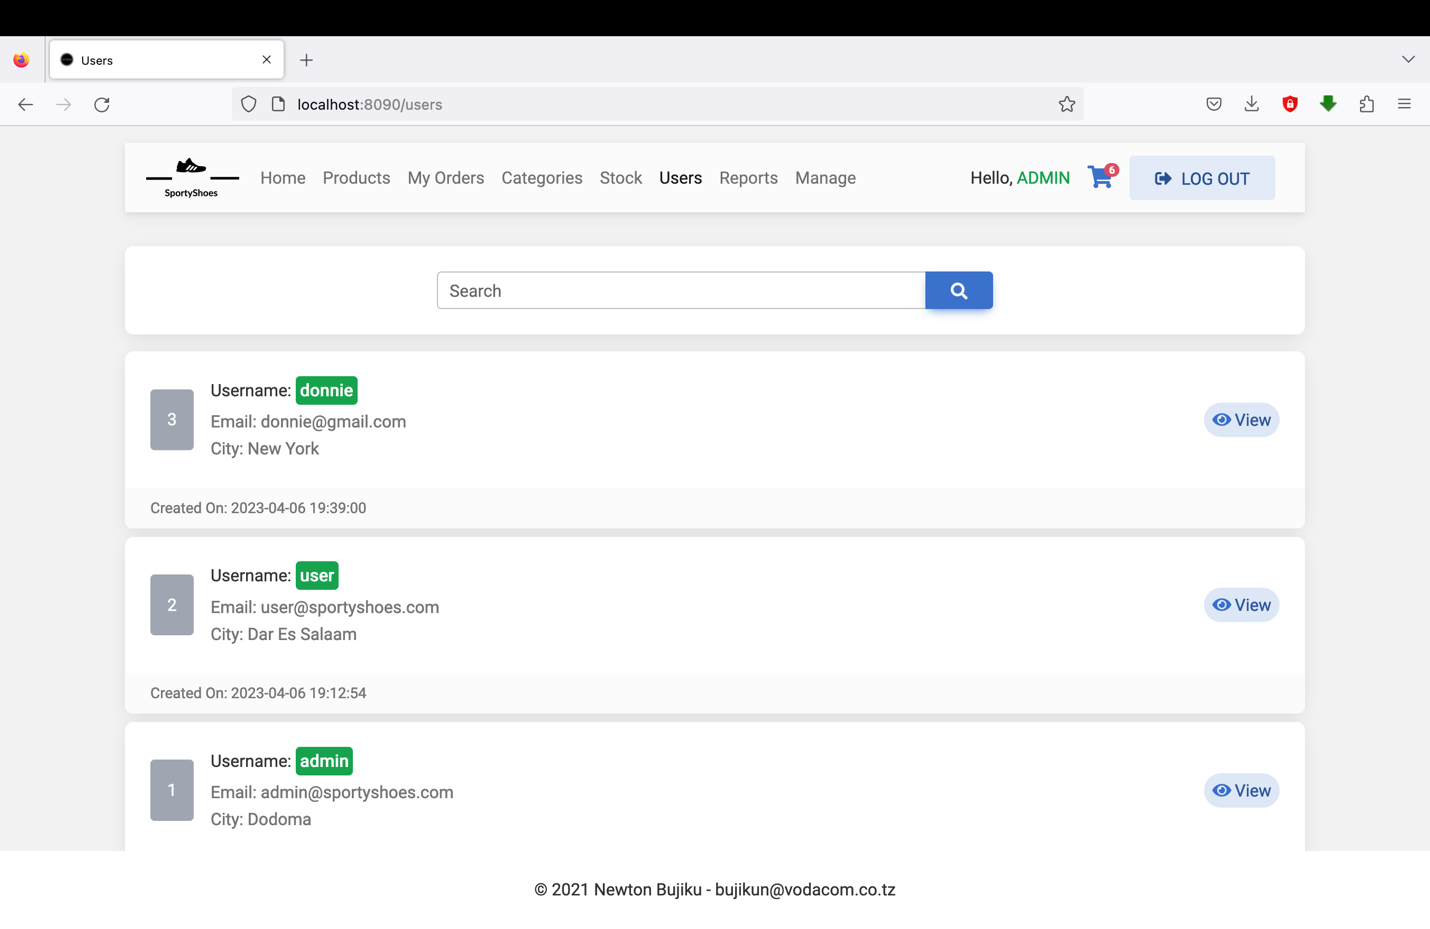 Users
localhost:8090/users
SportyShoes
Home Products My Orders Categories Stock Users Reports Manage Hello, ADMIN 6 LOG OUT
Search
3
Username: donnie
Email: donnie@gmail.com
City: New York
View
Created On: 2023-04-06 19:39:00
2
Username: user
Email: user@sportyshoes.com
City: Dar Es Salaam
View
Created On: 2023-04-06 19:12:54
1
Username: admin
Email: admin@sportyshoes.com
City: Dodoma
View
© 2021 Newton Bujiku - bujikun@vodacom.co.tz